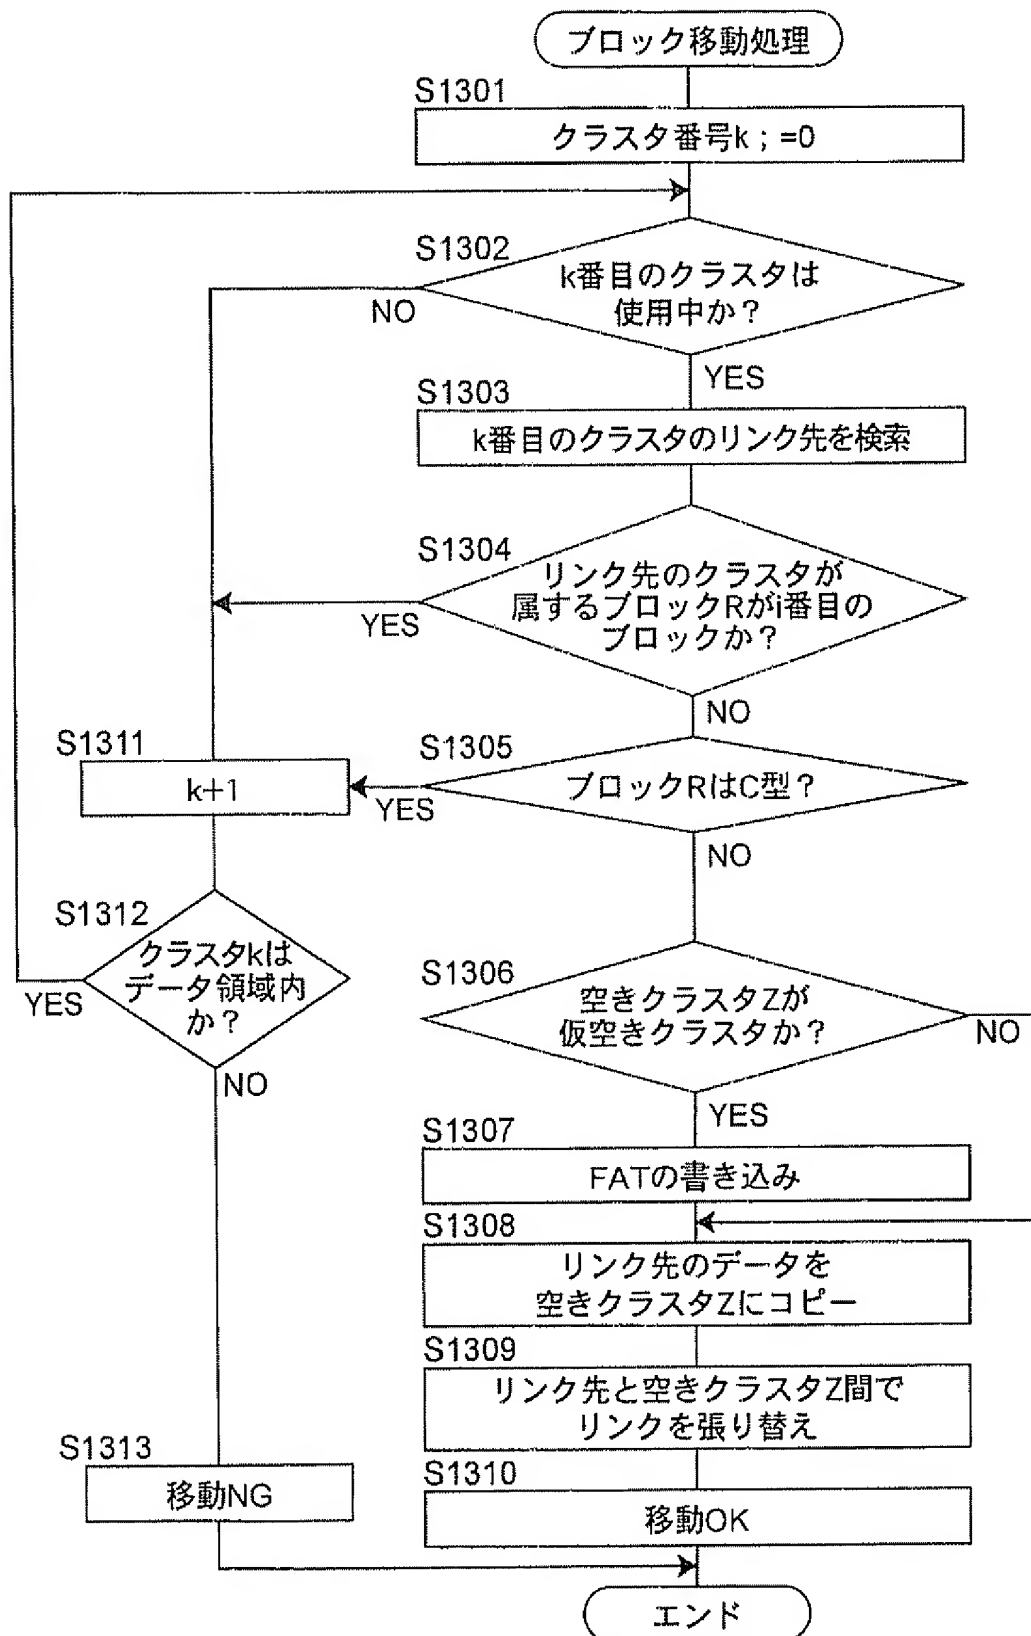 ブロック移動処理
S1301
クラスタ番号k ; =0
S1302
k番目のクラスタは
使用中か？
NO
YES
S1303
k番目のクラスタのリンク先を検索
S1304
リンク先のクラスタが
属するブロックRがi番目の
ブロックか？
YES
NO
S1305
ブロックRはC型？
YES
NO
S1311
k+1
S1312
クラスタkは
データ領域内
か？
YES
NO
S1306
空きクラスタZが
仮空きクラスタか？
NO
YES
S1307
FATの書き込み
S1308
リンク先のデータを
空きクラスタZにコピー
S1309
リンク先と空きクラスタZ間で
リンクを張り替え
S1313
移動NG
S1310
移動OK
エンド